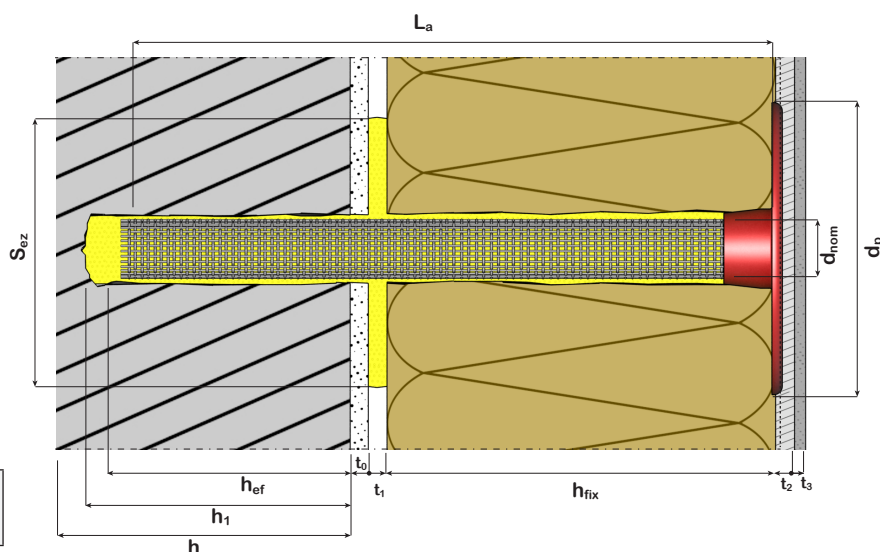 Lₐ
Sez
dnom
dp
t₀
t₁
hef
hfix
t₂
t₃
h₁
h